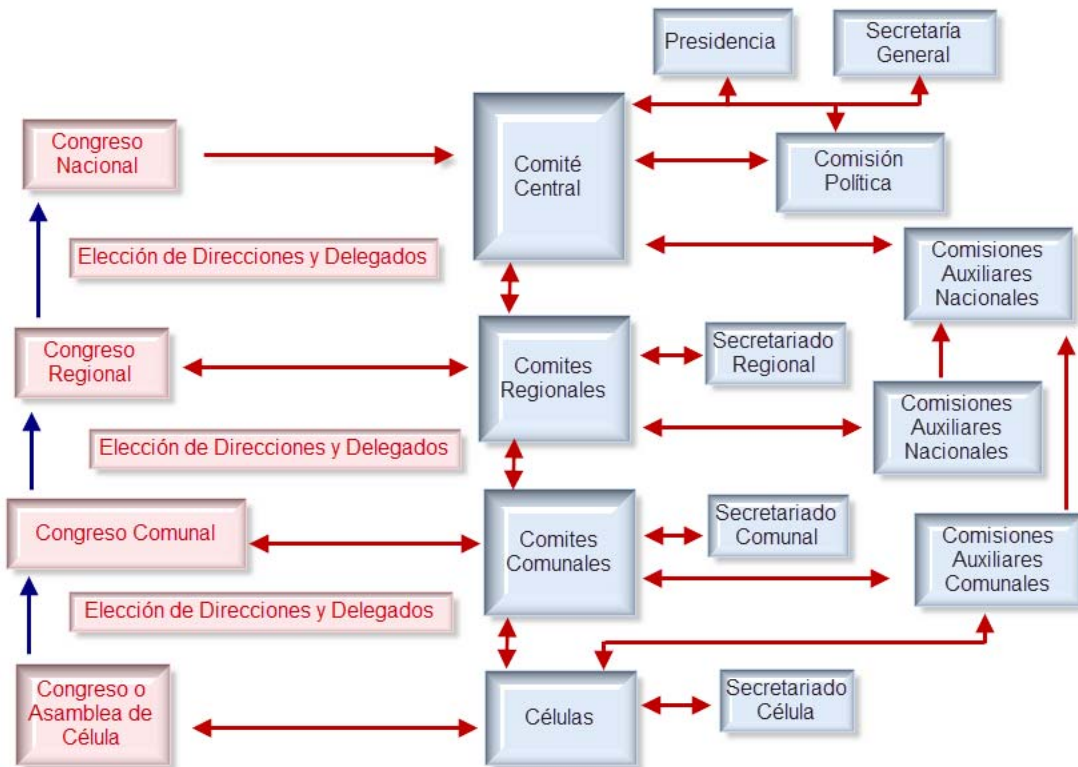 Presidencia
Secretaría
General
Congreso
Nacional
Comité
Central
Comisión
Política
Elección de Direcciones y Delegados
Comisiones
Auxiliares
Nacionales
Congreso
Regional
Comites
Regionales
Secretariado
Regional
Comisiones
Auxiliares
Nacionales
Elección de Direcciones y Delegados
Congreso Comunal
Comites
Comunales
Secretariado
Comunal
Comisiones
Auxiliares
Comunales
Elección de Direcciones y Delegados
Congreso o
Asamblea de
Célula
Células
Secretariado
Célula